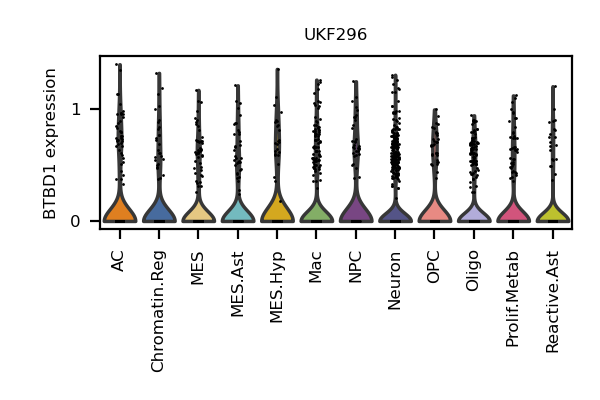 UKF296
BTBD1 expression
1
0
AC
Chromatin.Reg
MES
MES.Ast
MES.Hyp
Mac
NPC
Neuron
OPC
Oligo
Prolif.Metab
Reactive.Ast